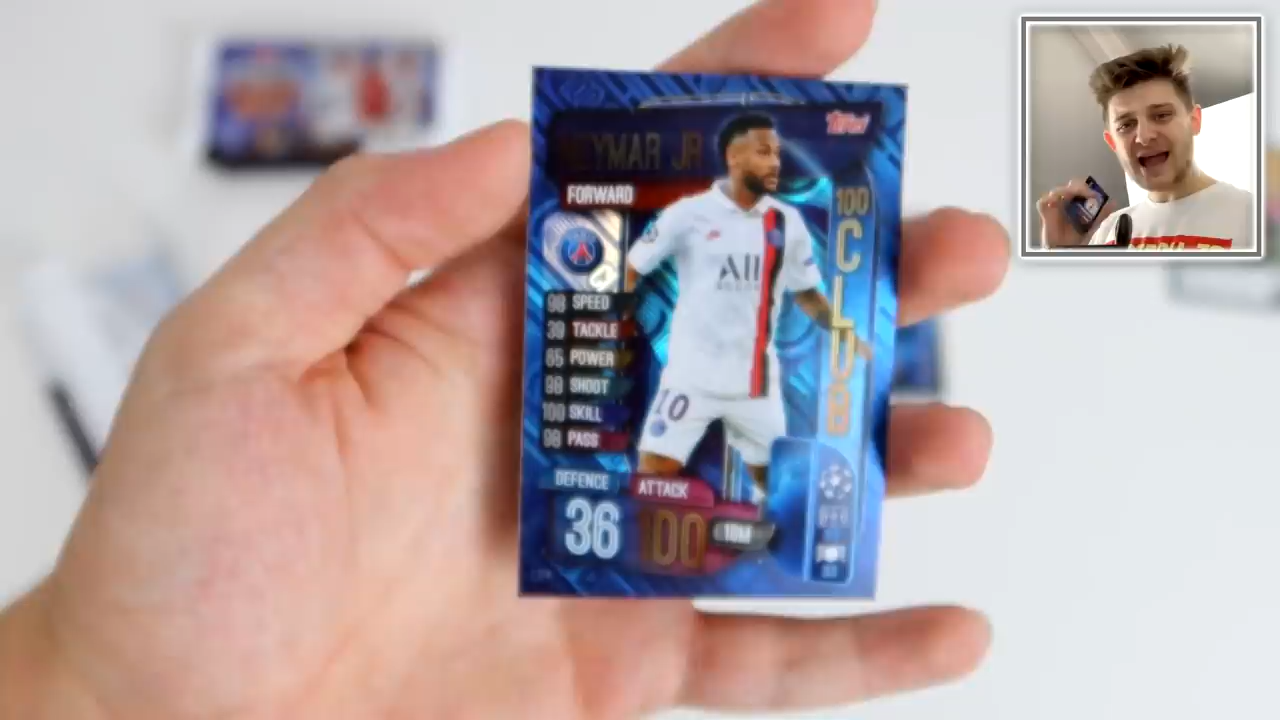 NEYMAR JR
Topps
FORWARD
100
CLUB
98 SPEED
39 TACKLE
65 POWER
98 SHOOT
100 SKILL
98 PASS
DEFENCE
ATTACK
36
100
10M
10